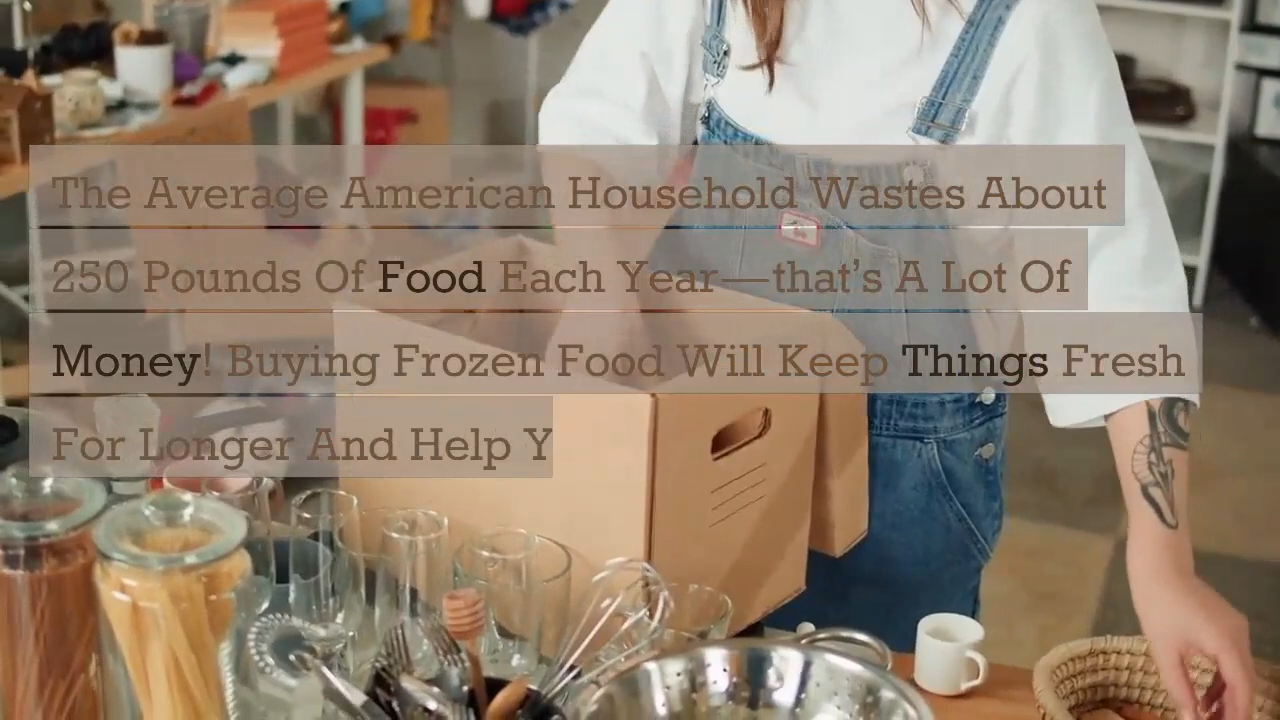 The Average American Household Wastes About
250 Pounds Of Food Each Year—that’s A Lot Of
Money! Buying Frozen Food Will Keep Things Fresh
For Longer And Help Y